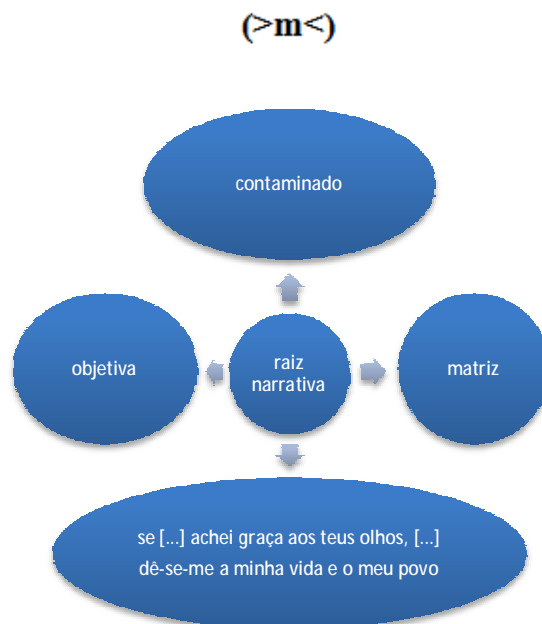 (>m<)
contaminado
objetiva
raiz
narrativa
matriz
se [...] achei graça aos teus olhos, [...]
dê-se-me a minha vida e o meu povo